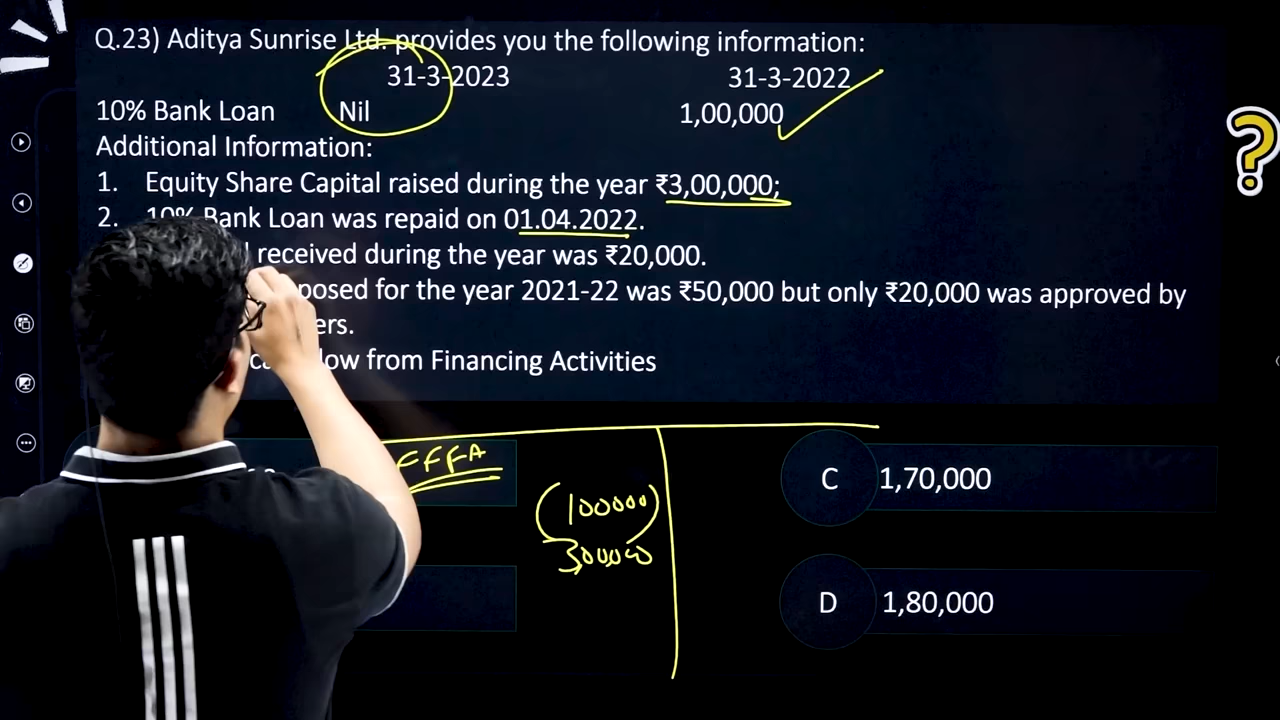 Q.23) Aditya Sunrise Ltd. provides you the following information:
31-3-2023 31-3-2022
10% Bank Loan Nil 1,00,000
Additional Information:
1. Equity Share Capital raised during the year ₹3,00,000;
2. 10% Bank Loan was repaid on 01.04.2022.
received during the year was ₹20,000.
posed for the year 2021-22 was ₹50,000 but only ₹20,000 was approved by
ers.
low from Financing Activities
CFFFA
(100000)
300000
C 1,70,000
D 1,80,000